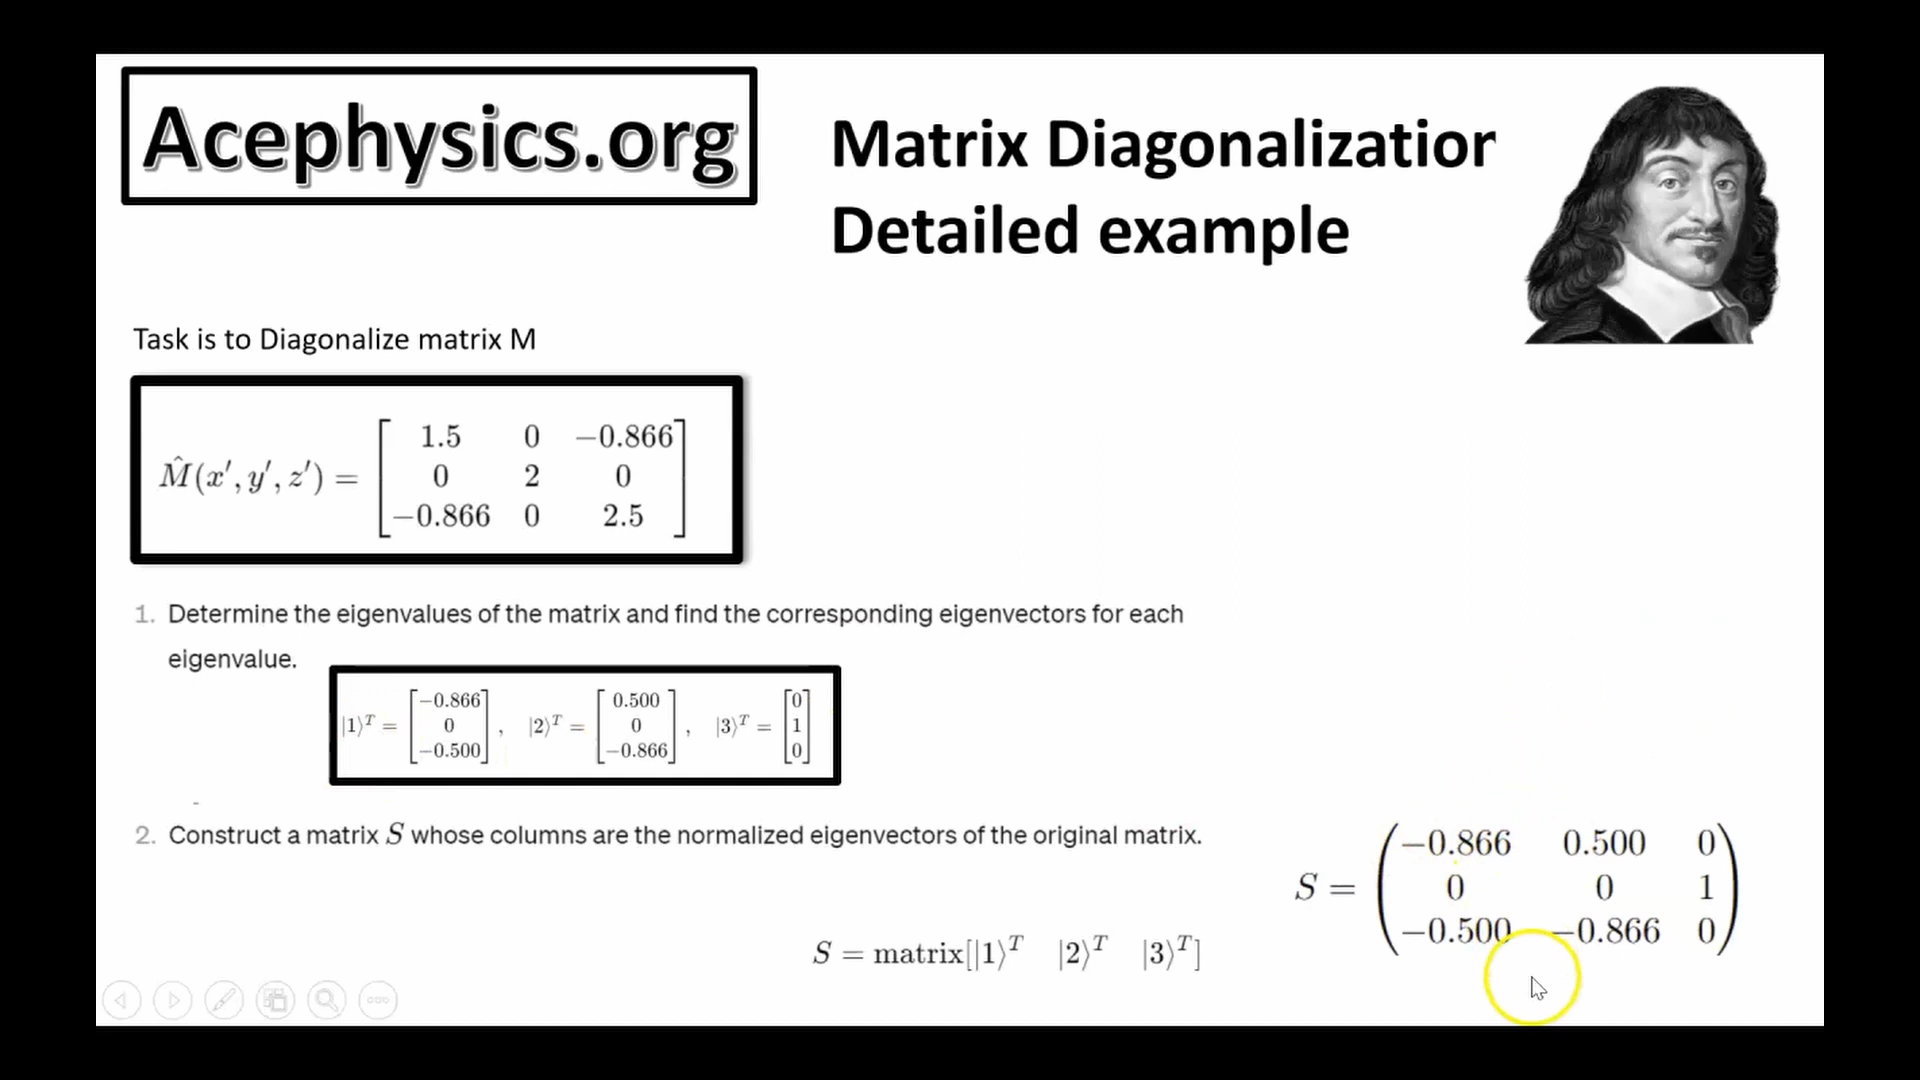 Acephysics.org
Matrix Diagonalization
Detailed example
Task is to Diagonalize matrix M
M̂(x′, y′, z′) = [ 1.5 0 −0.866
0 2 0
−0.866 0 2.5 ]
1. Determine the eigenvalues of the matrix and find the corresponding eigenvectors for each
eigenvalue.
|1⟩ᵀ = [−0.866 0 −0.500], |2⟩ᵀ = [0.500 0 −0.866], |3⟩ᵀ = [0 1 0]
2. Construct a matrix S whose columns are the normalized eigenvectors of the original matrix.
S = (−0.866 0.500 0
0 0 1
−0.500 −0.866 0)
S = matrix[|1⟩ᵀ |2⟩ᵀ |3⟩ᵀ]